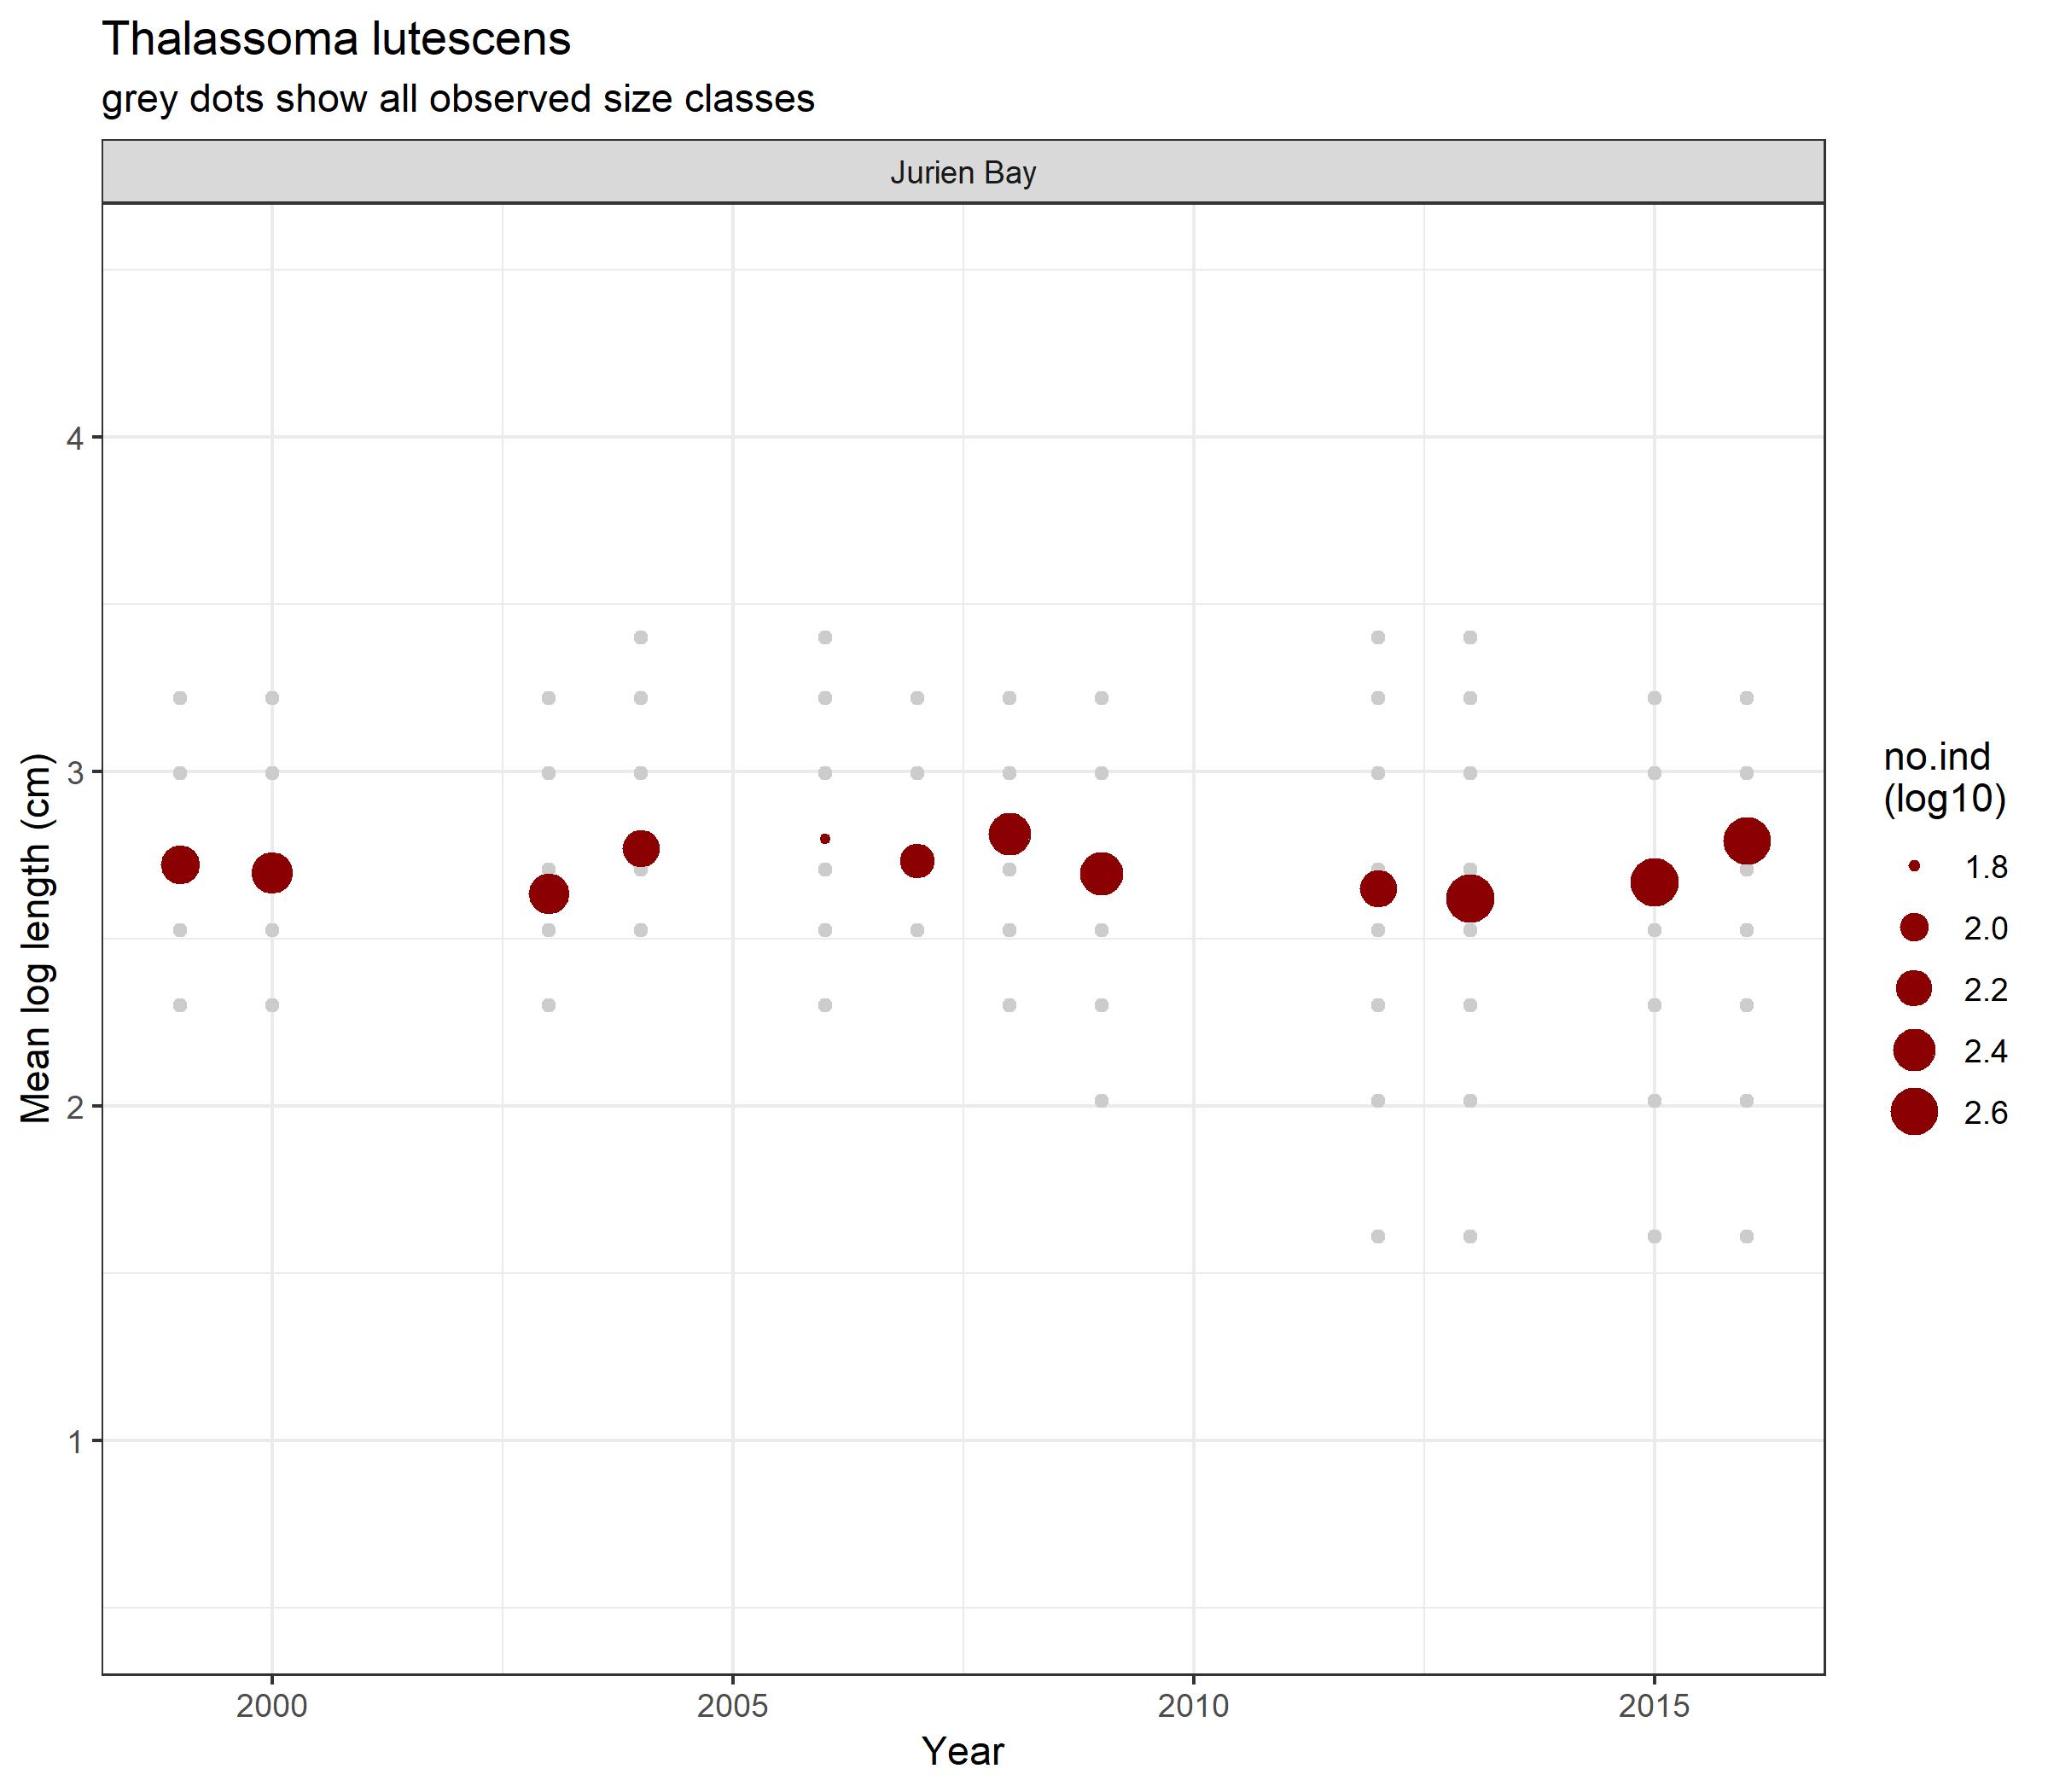 Thalassoma lutescens
grey dots show all observed size classes
Jurien Bay
Mean log length (cm)
4
3
2
1
2000
2005
2010
2015
Year
no.ind
(log10)
1.8
2.0
2.2
2.4
2.6